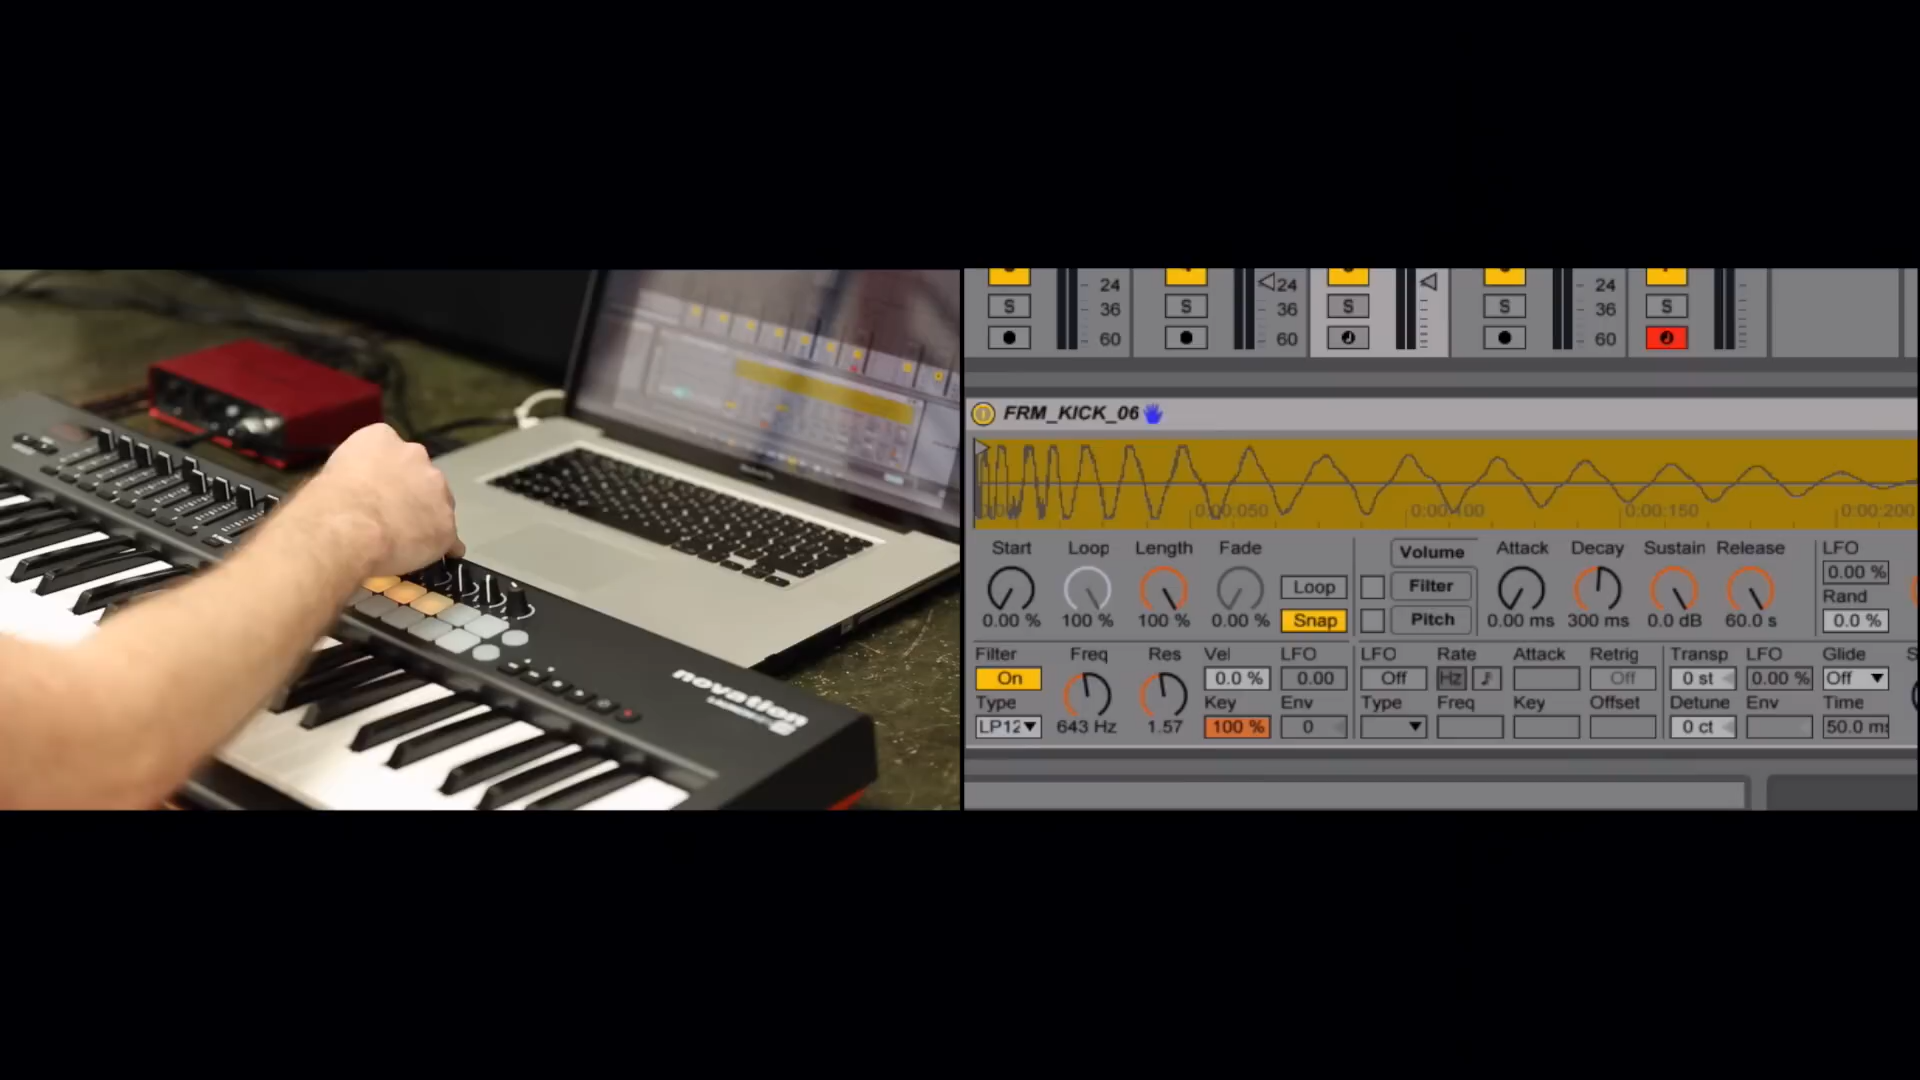 novation
24 24 24
S S S S S
36 36 36
60 60 60
FRM_KICK_06
0:00:050 0:00:100 0:00:150 0:00:200
Start Loop Length Fade Volume Attack Decay Sustain Release LFO
Loop Filter 0.00 %
Rand
0.00 % 100 % 100 % 0.00 % Snap Pitch 0.00 ms 300 ms 0.0 dB 60.0 s 0.0 %
Filter Freq Res Vel LFO LFO Rate Attack Retrig Transp LFO Glide
On 0.0 % 0.00 Off Hz Off 0 st 0.00 % Off
Type Key Env Type Freq Key Offset Detune Env Time
LP12 643 Hz 1.57 100 % 0 0 ct 50.0 ms